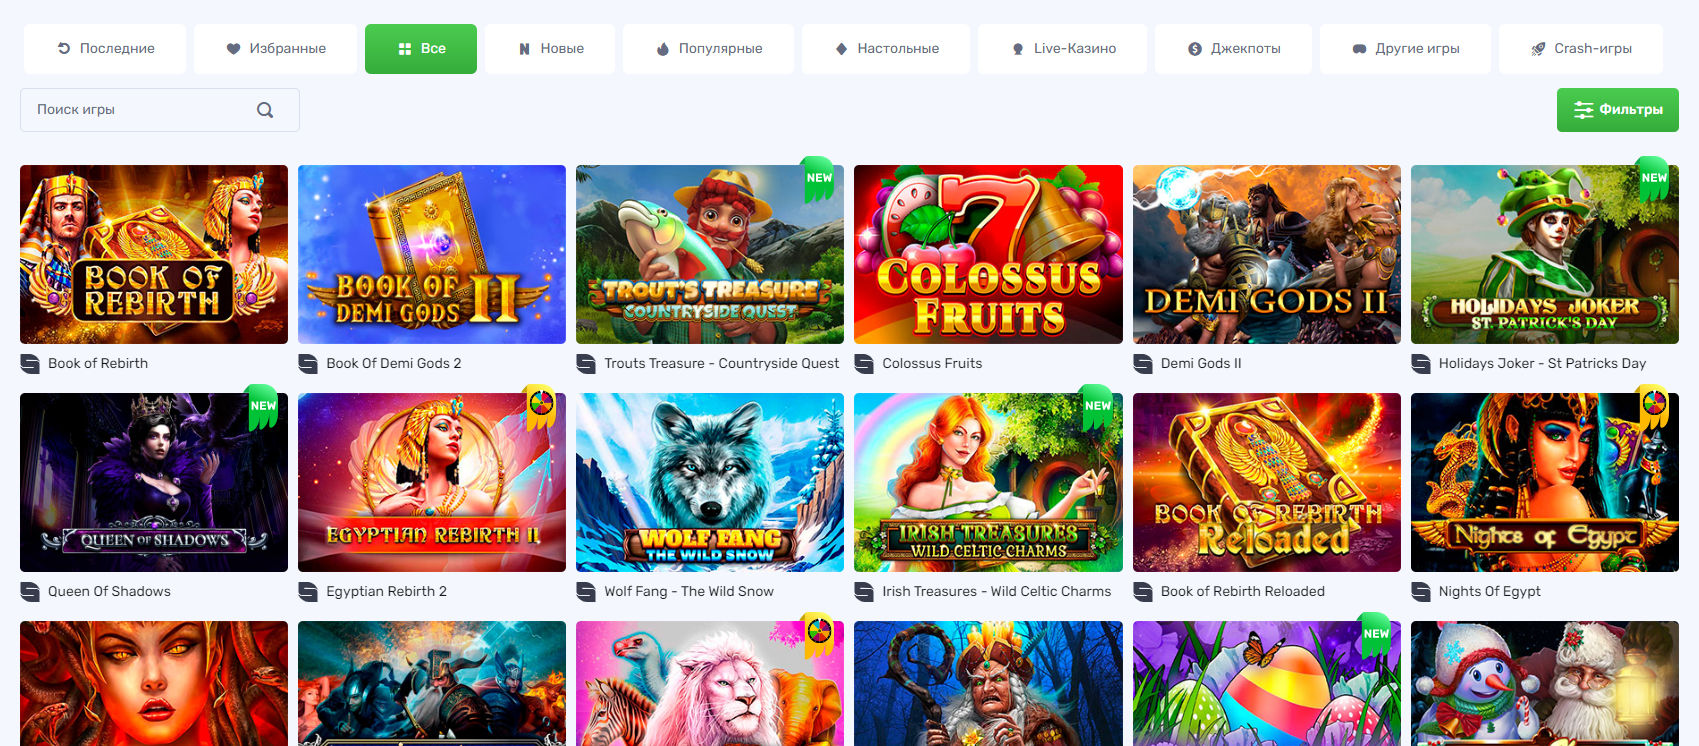 Последние
Избранные
Все
Новые
Популярные
Настольные
Live-Казино
Джекпоты
Другие игры
Crash-игры
Поиск игры
Фильтры
BOOK OF
REBIRTH
BOOK OF
DEMI GODS II
NEW
TROUT'S TREASURE
COUNTRYSIDE QUEST
7
COLOSSUS
FRUITS
DEMI GODS II
NEW
HOLIDAYS JOKER
ST. PATRICK'S DAY
Book of Rebirth
Book Of Demi Gods 2
Trouts Treasure - Countryside Quest
Colossus Fruits
Demi Gods II
Holidays Joker - St Patricks Day
NEW
QUEEN OF SHADOWS
EGYPTIAN REBIRTH II
WOLF FANG
THE WILD SNOW
NEW
IRISH TREASURES
WILD CELTIC CHARMS
BOOK OF REBIRTH
Reloaded
Nights of Egypt
Queen Of Shadows
Egyptian Rebirth 2
Wolf Fang - The Wild Snow
Irish Treasures - Wild Celtic Charms
Book of Rebirth Reloaded
Nights Of Egypt
NEW